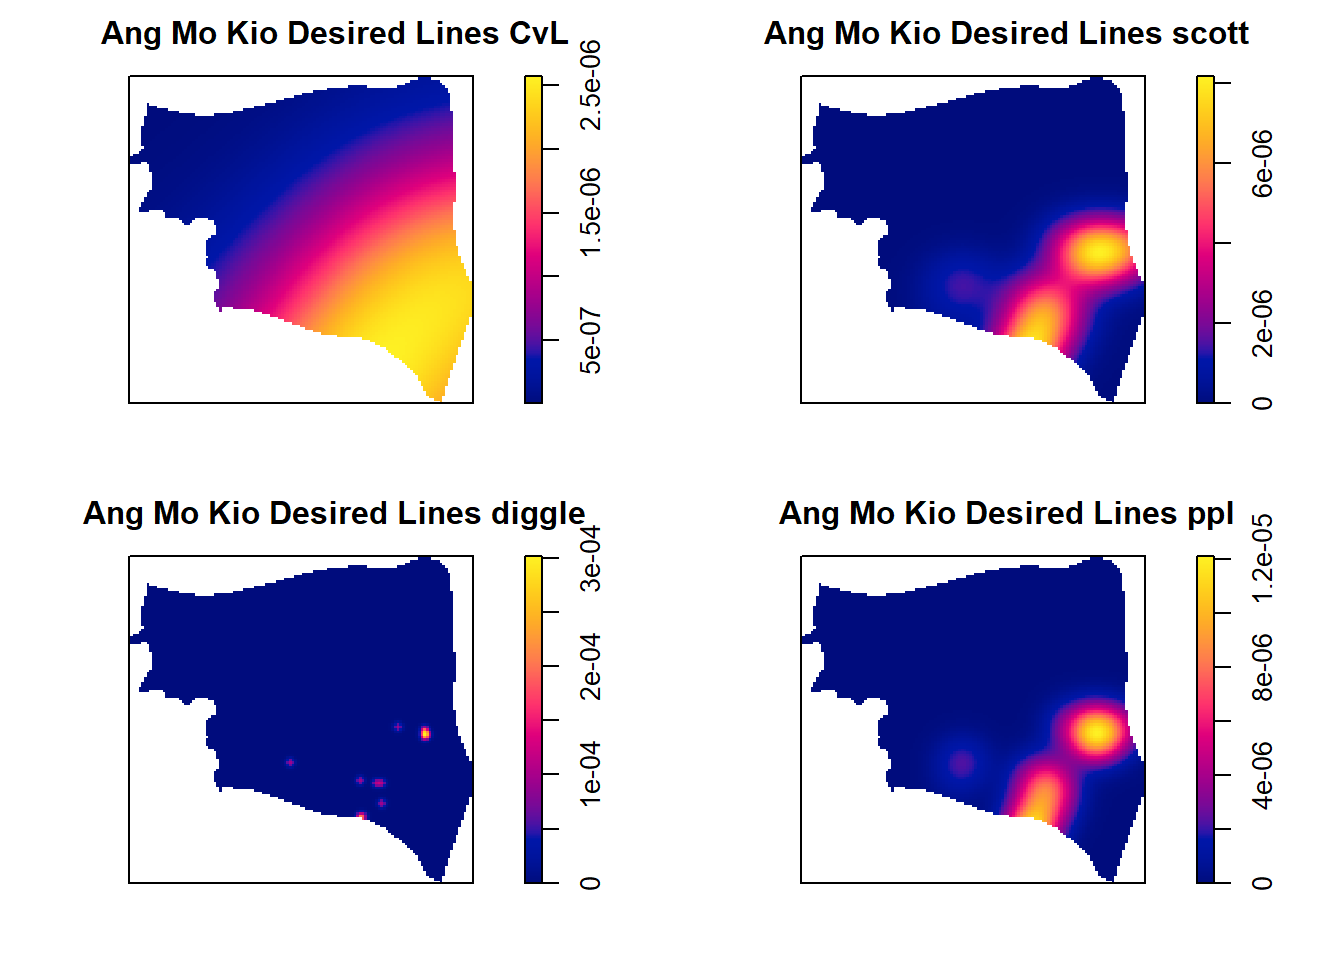 Ang Mo Kio Desired Lines CvL
5e-07
1.5e-06
2.5e-06
Ang Mo Kio Desired Lines scott
0
2e-06
6e-06
Ang Mo Kio Desired Lines diggle
0
1e-04
2e-04
3e-04
Ang Mo Kio Desired Lines ppl
0
4e-06
8e-06
1.2e-05